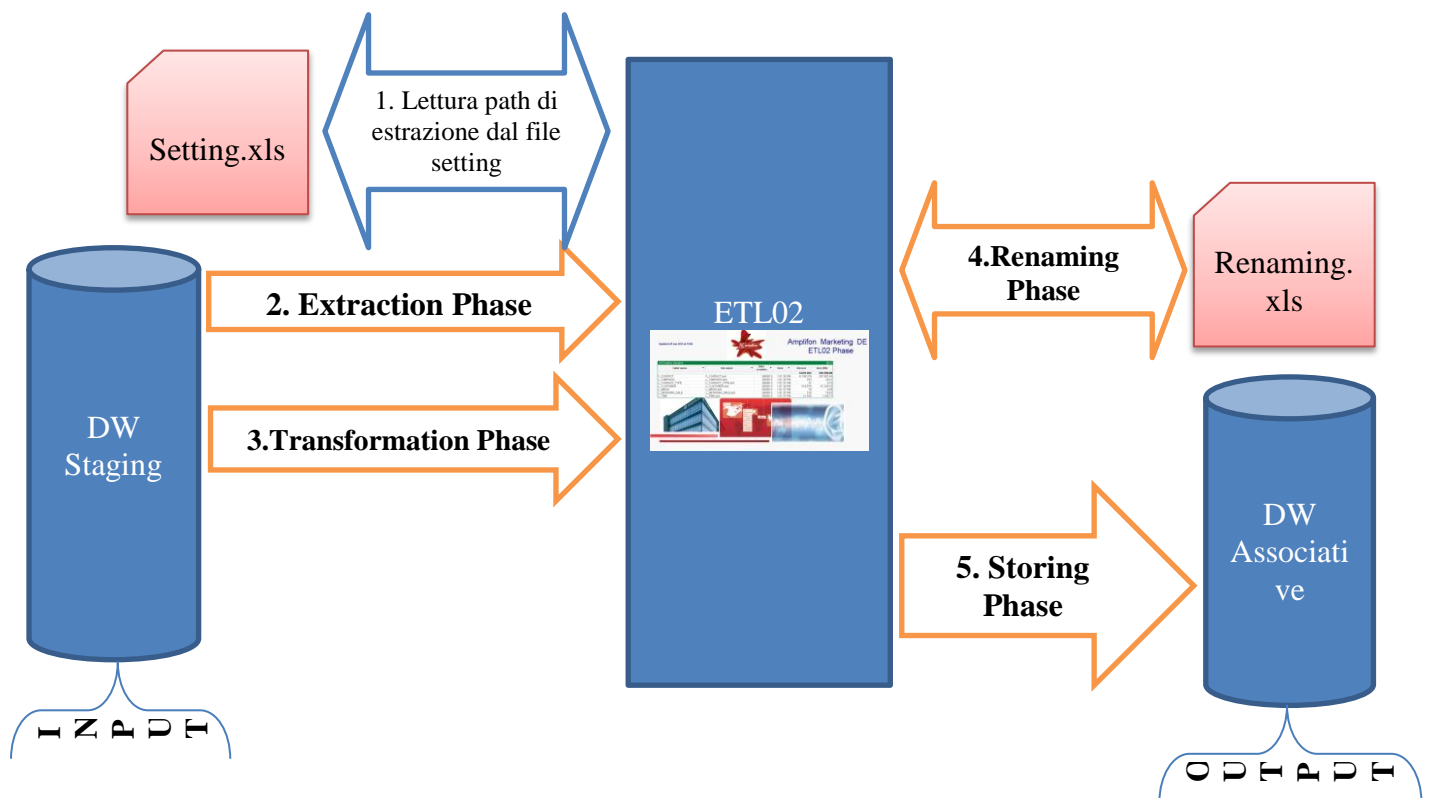 Setting.xls
1. Lettura path di
estrazione dal file
setting
2. Extraction Phase
3.Transformation Phase
DW
Staging
I N P U T
ETL02
Amplifon Marketing DE
ETL02 Phase
4.Renaming
Phase
Renaming.
xls
5. Storing
Phase
DW
Associati
ve
O U T P U T